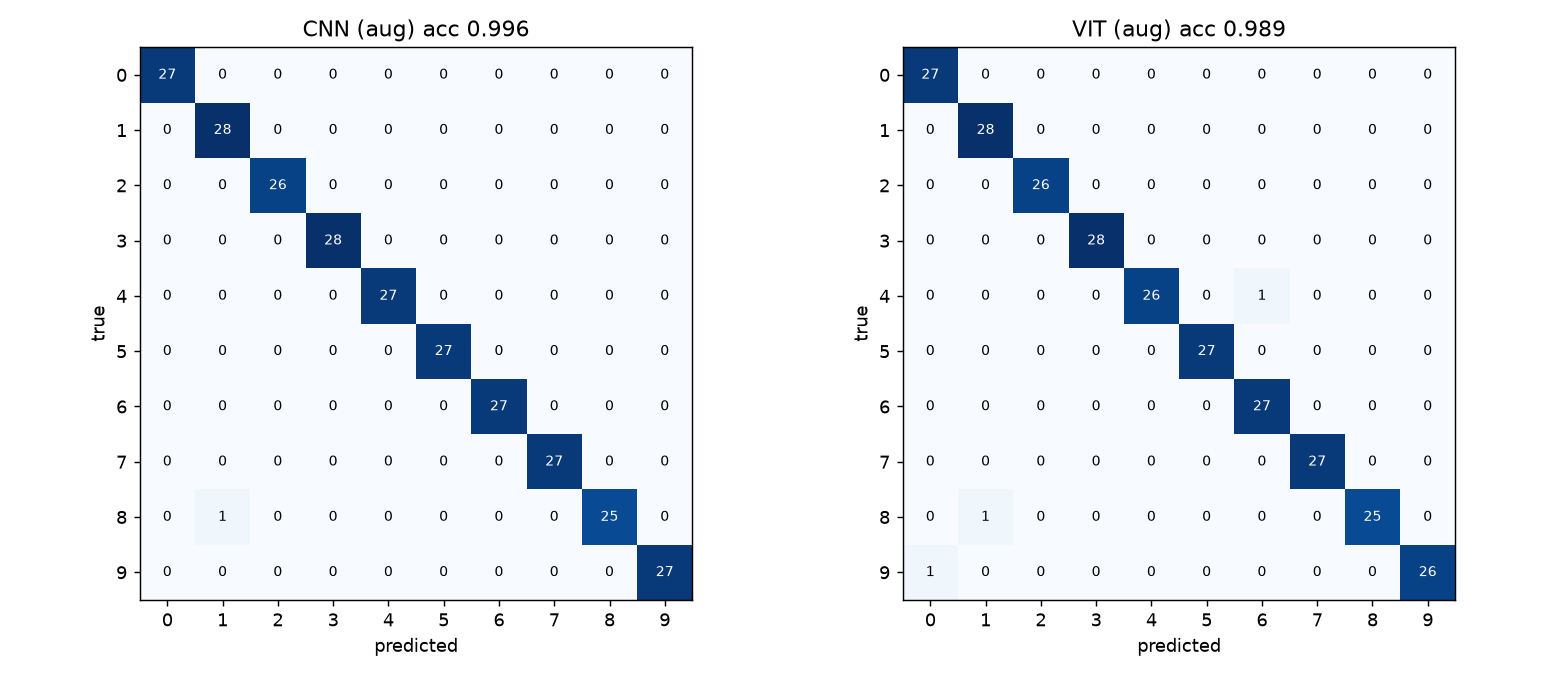 CNN (aug) acc 0.996
0 27 0 0 0 0 0 0 0 0 0
1 0 28 0 0 0 0 0 0 0 0
2 0 0 26 0 0 0 0 0 0 0
3 0 0 0 28 0 0 0 0 0 0
4 0 0 0 0 27 0 0 0 0 0
5 0 0 0 0 0 27 0 0 0 0
6 0 0 0 0 0 0 27 0 0 0
7 0 0 0 0 0 0 0 27 0 0
8 0 1 0 0 0 0 0 0 25 0
9 0 0 0 0 0 0 0 0 0 27
0 1 2 3 4 5 6 7 8 9
predicted
true
VIT (aug) acc 0.989
0 27 0 0 0 0 0 0 0 0 0
1 0 28 0 0 0 0 0 0 0 0
2 0 0 26 0 0 0 0 0 0 0
3 0 0 0 28 0 0 0 0 0 0
4 0 0 0 0 26 0 1 0 0 0
5 0 0 0 0 0 27 0 0 0 0
6 0 0 0 0 0 0 27 0 0 0
7 0 0 0 0 0 0 0 27 0 0
8 0 1 0 0 0 0 0 0 25 0
9 1 0 0 0 0 0 0 0 0 26
0 1 2 3 4 5 6 7 8 9
predicted
true